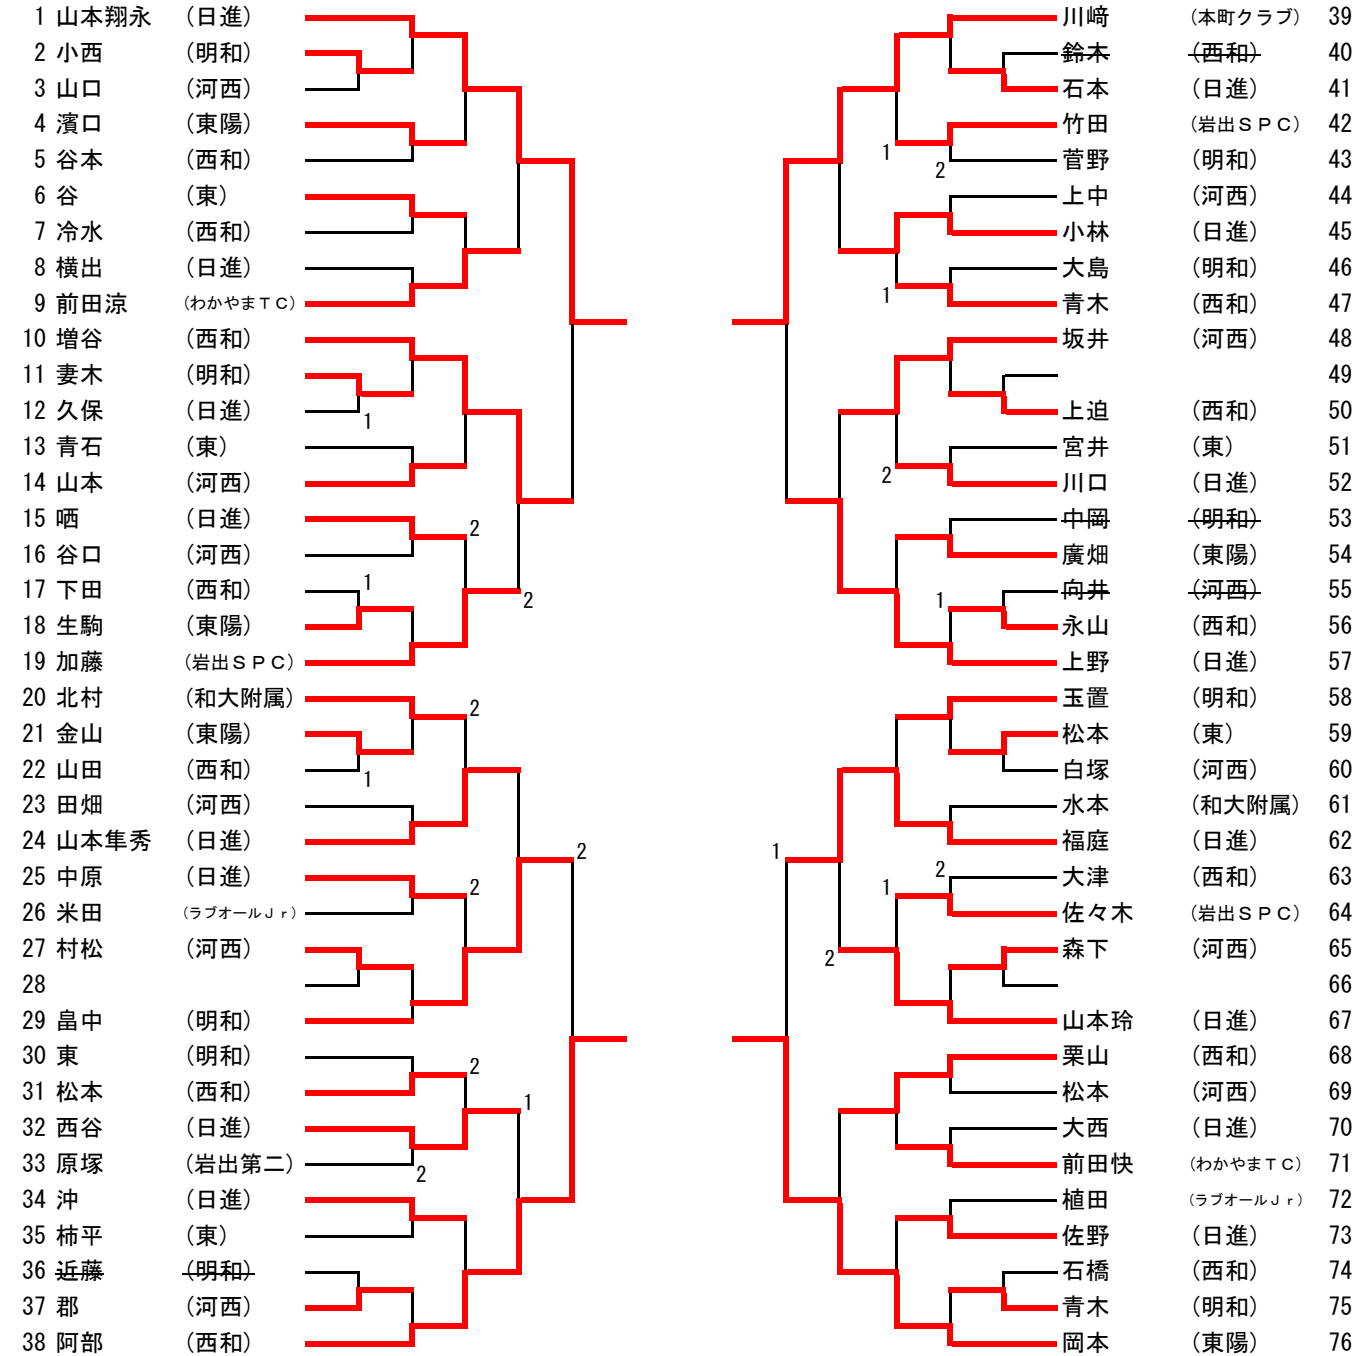 1 山本翔永 (日進)
2 小西 (明和)
3 山口 (河西)
4 濱口 (東陽)
5 谷本 (西和)
6 谷 (東)
7 冷水 (西和)
8 横出 (日進)
9 前田涼 (わかやまＴＣ)
10 増谷 (西和)
11 妻木 (明和)
12 久保 (日進)
1
13 青石 (東)
14 山本 (河西)
15 哂 (日進)
2
16 谷口 (河西)
17 下田 (西和)
1
2
18 生駒 (東陽)
19 加藤 (岩出ＳＰＣ)
20 北村 (和大附属)
2
21 金山 (東陽)
22 山田 (西和)
1
23 田畑 (河西)
24 山本隼秀 (日進)
2
25 中原 (日進)
2
26 米田 (ラブオールＪｒ)
27 村松 (河西)
28
29 畠中 (明和)
30 東 (明和)
2
31 松本 (西和)
1
32 西谷 (日進)
33 原塚 (岩出第二)
2
34 沖 (日進)
35 柿平 (東)
36 近藤 (明和)
37 郡 (河西)
38 阿部 (西和)
川﨑 (本町クラブ) 39
鈴木 (西和) 40
石本 (日進) 41
竹田 (岩出ＳＰＣ) 42
1
2
菅野 (明和) 43
上中 (河西) 44
小林 (日進) 45
大島 (明和) 46
1
青木 (西和) 47
坂井 (河西) 48
49
上迫 (西和) 50
宮井 (東) 51
2
川口 (日進) 52
中岡 (明和) 53
廣畑 (東陽) 54
向井 (河西) 55
1
永山 (西和) 56
上野 (日進) 57
玉置 (明和) 58
松本 (東) 59
白塚 (河西) 60
水本 (和大附属) 61
福庭 (日進) 62
1
2
大津 (西和) 63
1
佐々木 (岩出ＳＰＣ) 64
森下 (河西) 65
2
66
山本玲 (日進) 67
栗山 (西和) 68
松本 (河西) 69
大西 (日進) 70
前田快 (わかやまＴＣ) 71
植田 (ラブオールＪｒ) 72
佐野 (日進) 73
石橋 (西和) 74
青木 (明和) 75
岡本 (東陽) 76